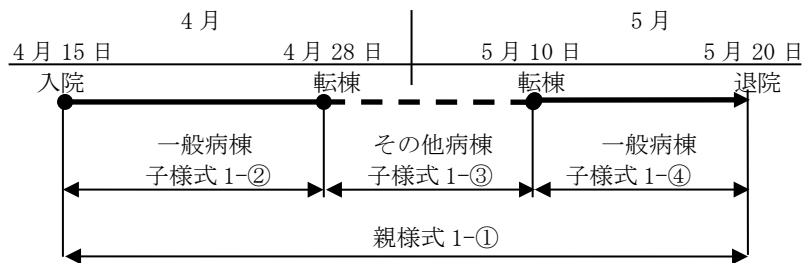 4月 5月
4月15日 4月28日 5月10日 5月20日
入院 転棟 転棟 退院
一般病棟 その他病棟 一般病棟
子様式1-② 子様式1-③ 子様式1-④
親様式1-①